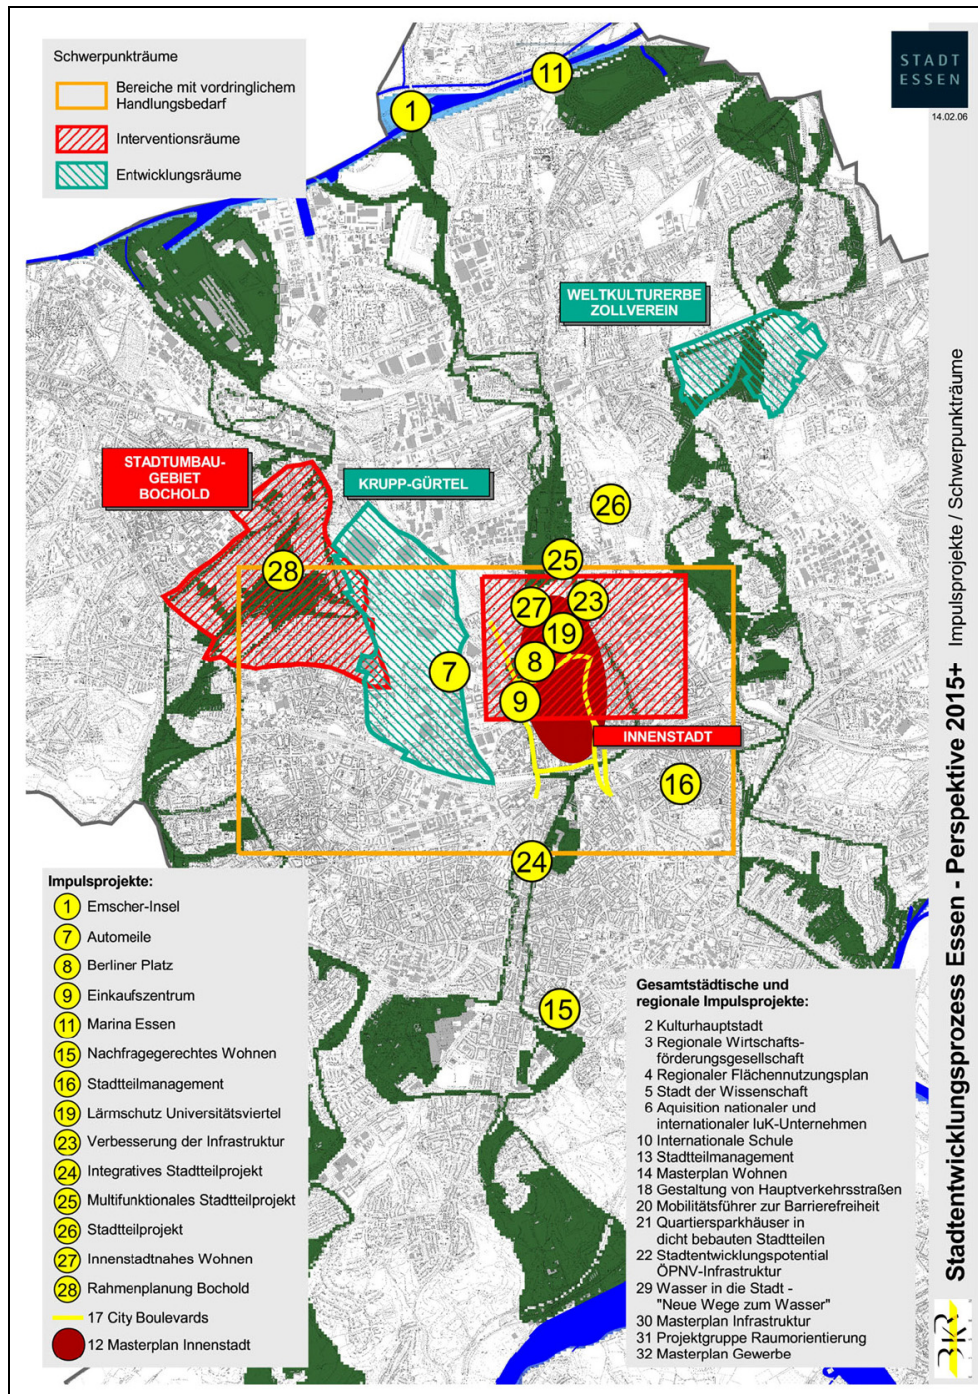 Schwerpunkträume
Bereiche mit vordringlichem
Handlungsbedarf
Interventionsräume
Entwicklungsräume
STADT
ESSEN
14.02.06
11
1
WELTKULTURERBE
ZOLLVEREIN
STADTUMBAU-
GEBIET
BOCHOLD
KRUPP-GÜRTEL
26
25
28
27
23
19
8
7
9
INNENSTADT
16
24
15
Impulsprojekte:
1 Emscher-Insel
7 Automeile
8 Berliner Platz
9 Einkaufszentrum
11 Marina Essen
15 Nachfragegerechtes Wohnen
16 Stadtteilmanagement
19 Lärmschutz Universitätsviertel
23 Verbesserung der Infrastruktur
24 Integratives Stadtteilprojekt
25 Multifunktionales Stadtteilprojekt
26 Stadtteilprojekt
27 Innenstadtnahes Wohnen
28 Rahmenplanung Bochold
17 City Boulevards
12 Masterplan Innenstadt
Gesamtstädtische und
regionale Impulsprojekte:
2 Kulturhauptstadt
3 Regionale Wirtschafts-
förderungsgesellschaft
4 Regionaler Flächennutzungsplan
5 Stadt der Wissenschaft
6 Aquisition nationaler und
internationaler IuK-Unternehmen
10 Internationale Schule
13 Stadtteilmanagement
14 Masterplan Wohnen
18 Gestaltung von Hauptverkehrsstraßen
20 Mobilitätsführer zur Barrierefreiheit
21 Quartiersparkhäuser in
dicht bebauten Stadtteilen
22 Stadtentwicklungspotential
ÖPNV-Infrastruktur
29 Wasser in die Stadt -
"Neue Wege zum Wasser"
30 Masterplan Infrastruktur
31 Projektgruppe Raumorientierung
32 Masterplan Gewerbe
Stadtentwicklungsprozess Essen - Perspektive 2015+ Impulsprojekte / Schwerpunkträume
BKR